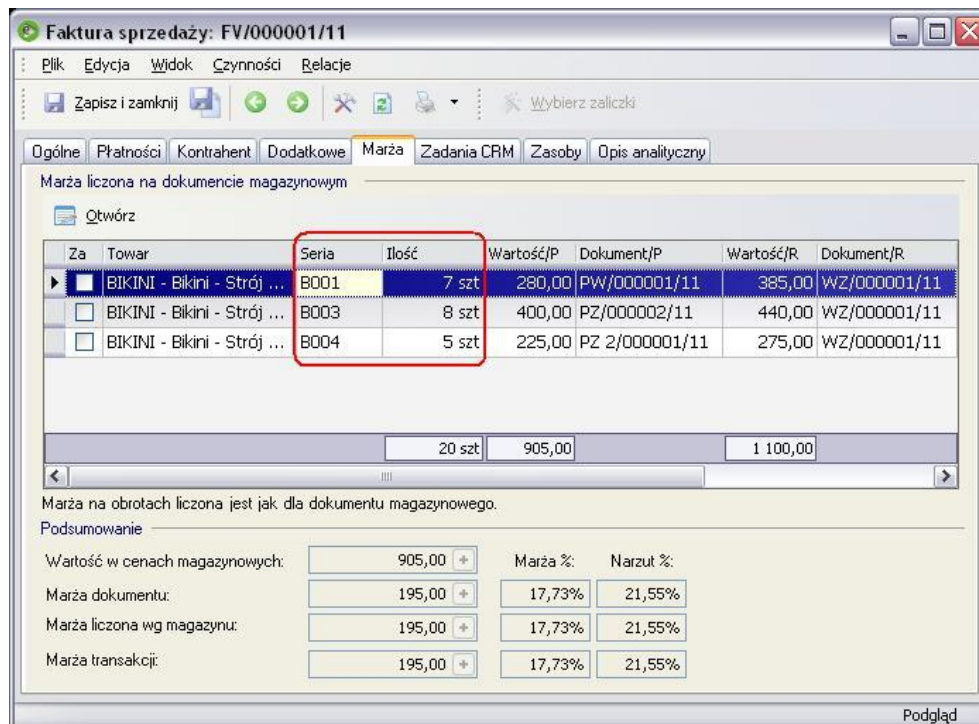 Faktura sprzedaży: FV/000001/11
Plik Edycja Widok Czynności Relacje
Zapisz i zamknij Wybierz zaliczki
Ogólne Płatności Kontrahent Dodatkowe Marża Zadania CRM Zasoby Opis analityczny
Marża liczona na dokumencie magazynowym
Otwórz
Za Towar Seria Ilość Wartość/P Dokument/P Wartość/R Dokument/R
BIKINI - Bikini - Strój ... B001 7 szt 280,00 PW/000001/11 385,00 WZ/000001/11
BIKINI - Bikini - Strój ... B003 8 szt 400,00 PZ/000002/11 440,00 WZ/000001/11
BIKINI - Bikini - Strój ... B004 5 szt 225,00 PZ 2/000001/11 275,00 WZ/000001/11
20 szt 905,00 1 100,00
Marża na obrotach liczona jest jak dla dokumentu magazynowego.
Podsumowanie
Wartość w cenach magazynowych: 905,00 + Marża %: Narzut %:
Marża dokumentu: 195,00 + 17,73% 21,55%
Marża liczona wg magazynu: 195,00 + 17,73% 21,55%
Marża transakcji: 195,00 + 17,73% 21,55%
Podgląd